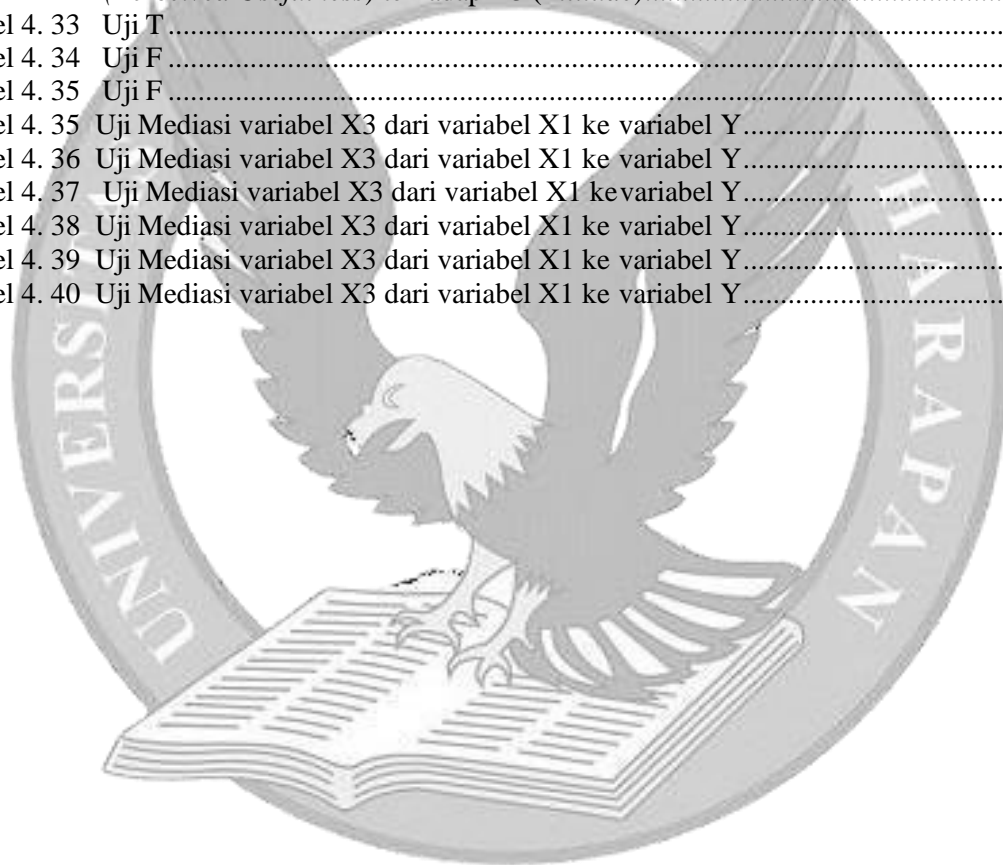 el 4. 33 Uji T
el 4. 34 Uji F
el 4. 35 Uji F
el 4. 35 Uji Mediasi variabel X3 dari variabel X1 ke variabel Y
el 4. 36 Uji Mediasi variabel X3 dari variabel X1 ke variabel Y
el 4. 37 Uji Mediasi variabel X3 dari variabel X1 kevariabel Y
el 4. 38 Uji Mediasi variabel X3 dari variabel X1 ke variabel Y
el 4. 39 Uji Mediasi variabel X3 dari variabel X1 ke variabel Y
el 4. 40 Uji Mediasi variabel X3 dari variabel X1 ke variabel Y
UNIVERSITAS
HARAPAN